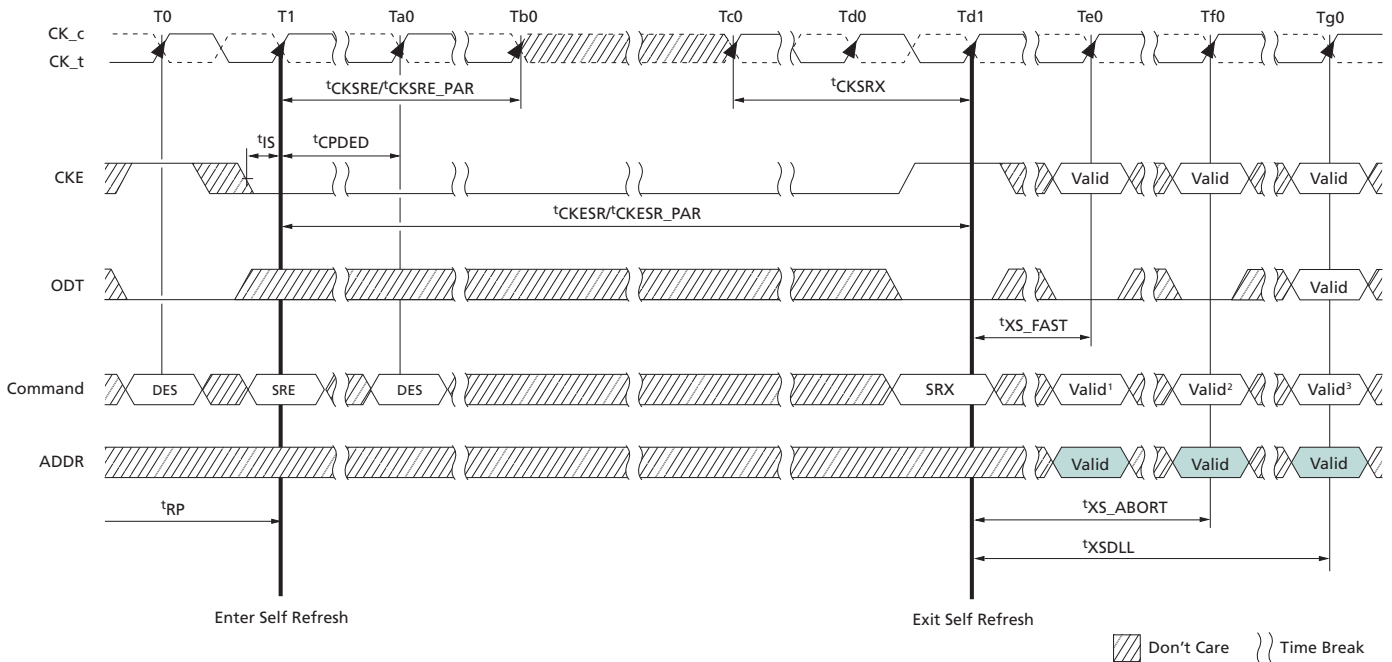 T0 T1 Ta0 Tb0 Tc0 Td0 Td1 Te0 Tf0 Tg0
CK_c
CK_t
tCKSRE/tCKSRE_PAR tCKSRX
tIS tCPDED
CKE Valid Valid Valid
tCKESR/tCKESR_PAR
ODT Valid
tXS_FAST
Command DES SRE DES SRX Valid1 Valid2 Valid3
ADDR Valid Valid Valid
tRP tXS_ABORT
tXSDLL
Enter Self Refresh Exit Self Refresh
Don't Care Time Break